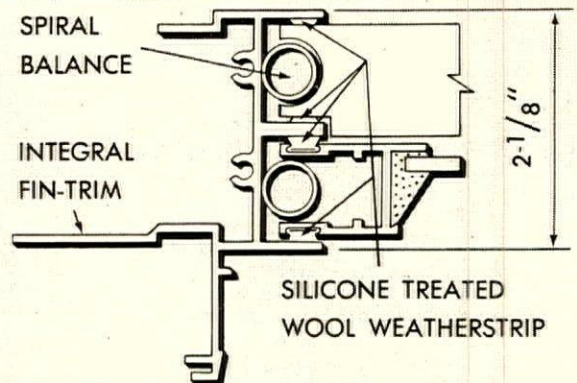 SPIRAL
BALANCE
INTEGRAL
FIN-TRIM
2-1/8"
SILICONE TREATED
WOOL WEATHERSTRIP